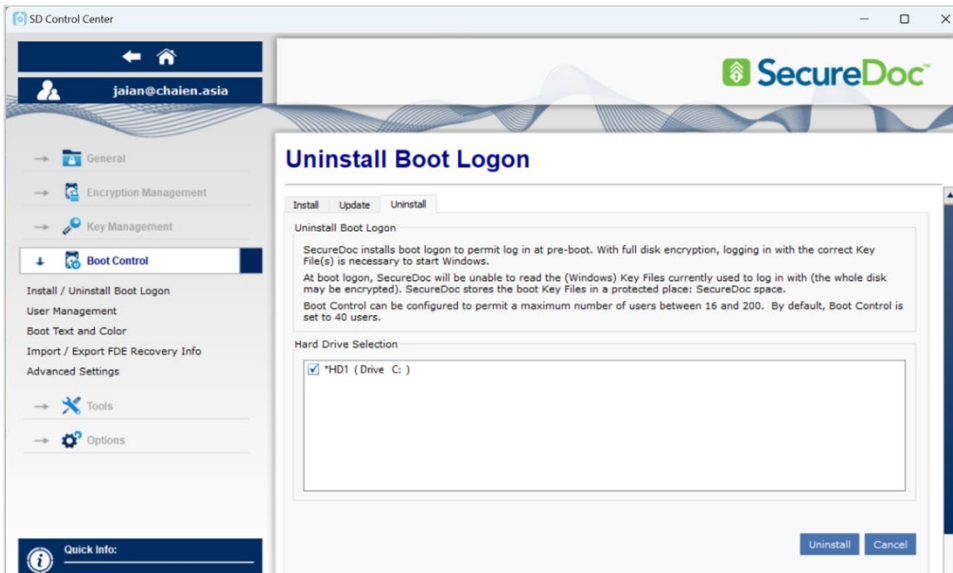 SD Control Center
jaian@chaien.asia
SecureDoc™
General
Encryption Management
Key Management
Boot Control
Install / Uninstall Boot Logon
User Management
Boot Text and Color
Import / Export FDE Recovery Info
Advanced Settings
Tools
Options
Quick Info:
Uninstall Boot Logon
Install Update Uninstall
Uninstall Boot Logon
SecureDoc installs boot logon to permit log in at pre-boot. With full disk encryption, logging in with the correct Key
File(s) is necessary to start Windows.
At boot logon, SecureDoc will be unable to read the (Windows) Key Files currently used to log in with (the whole disk
may be encrypted). SecureDoc stores the boot Key Files in a protected place: SecureDoc space.
Boot Control can be configured to permit a maximum number of users between 16 and 200. By default, Boot Control is
set to 40 users.
Hard Drive Selection
*HD1 ( Drive C: )
Uninstall Cancel